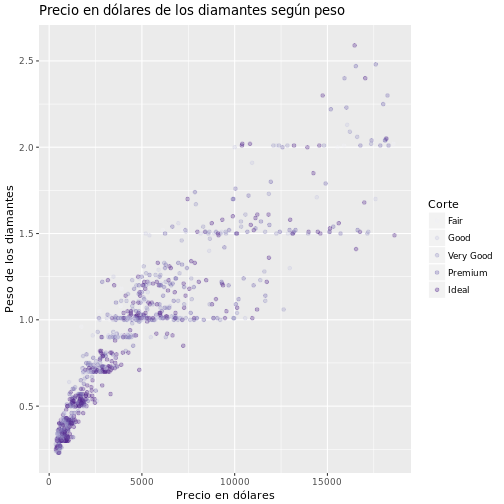 Precio en dólares de los diamantes según peso
Peso de los diamantes
2.5
2.0
1.5
1.0
0.5
0
5000
10000
15000
Precio en dólares
Corte
Fair
Good
Very Good
Premium
Ideal